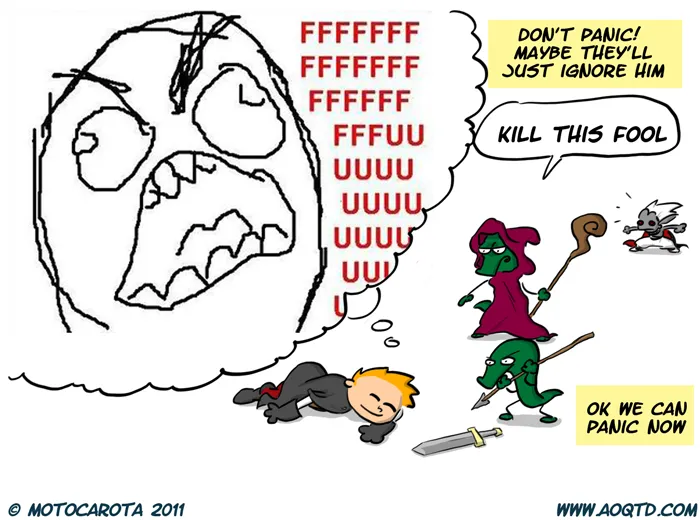 FFFFFFF
FFFFFFF
FFFFFF
FFFUU
UUUU
UUUU
UUUU
UUU
U
DON'T PANIC!
MAYBE THEY'LL
JUST IGNORE HIM
KILL THIS FOOL
OK WE CAN
PANIC NOW
© MOTOCAROTA 2011
WWW.AOQTD.COM